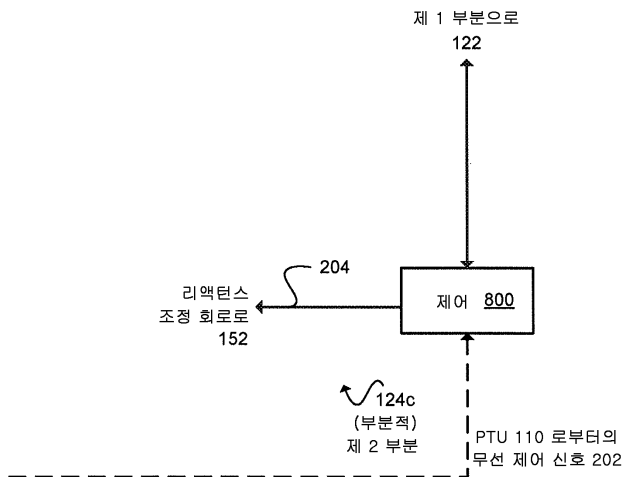 제 1 부분으로
122
204
제어 800
리액턴스
조정 회로로
152
124c
(부분적)
제 2 부분
PTU 110 로부터의
무선 제어 신호 202